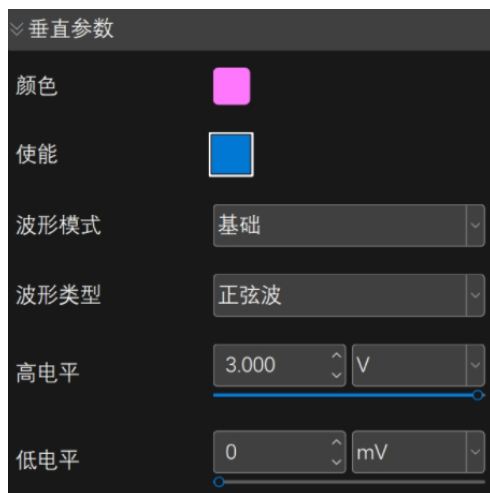 垂直参数
颜色
使能
波形模式 基础
波形类型 正弦波
高电平 3.000 V
低电平 0 mV